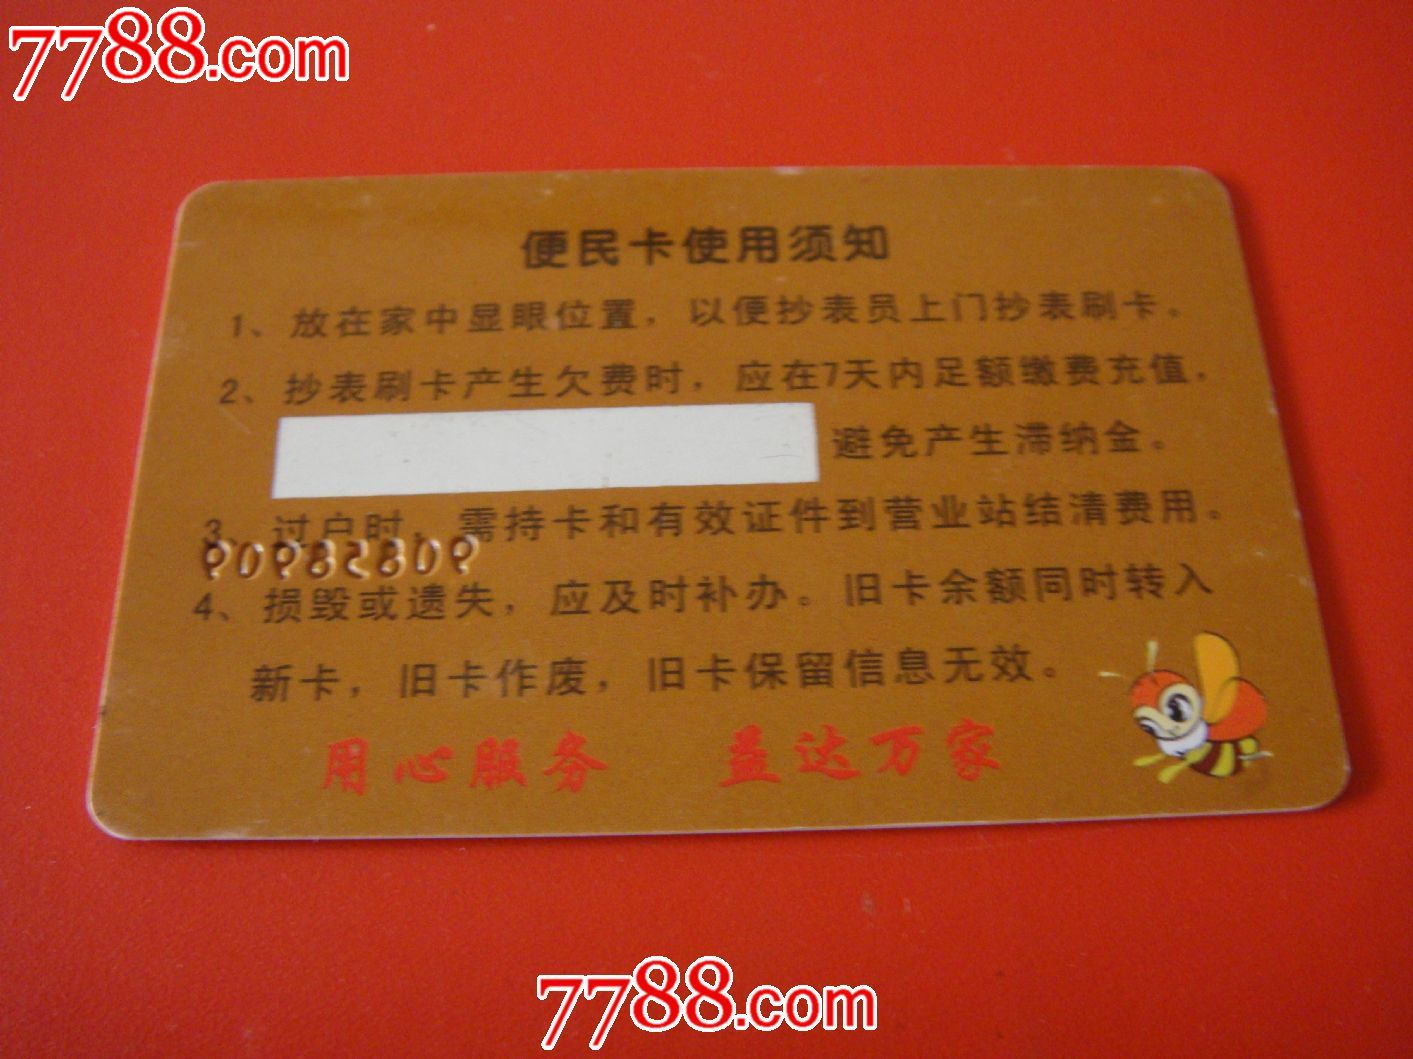 7788.com
便民卡使用须知
1、放在家中显眼位置，以便抄表员上门抄表刷卡。
2、抄表刷卡产生欠费时，应在7天内足额缴费充值，
避免产生滞纳金。
3、过户时，需持卡和有效证件到营业站结清费用。
4、损毁或遗失，应及时补办。旧卡余额同时转入
新卡，旧卡作废，旧卡保留信息无效。
用心服务 益达万家
7788.com